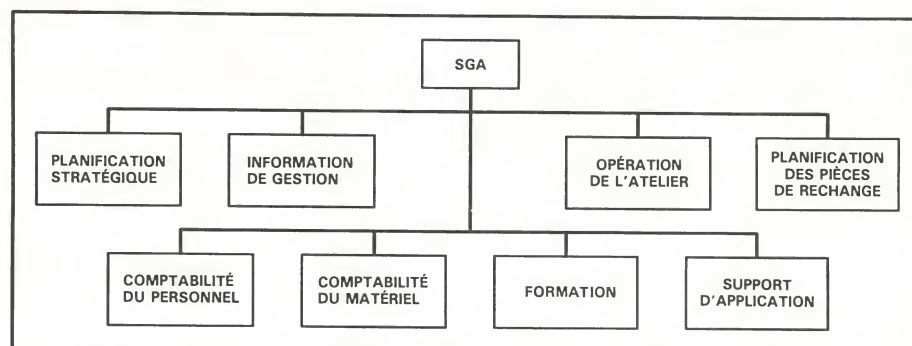 SGA
PLANIFICATION
STRATÉGIQUE
INFORMATION
DE GESTION
OPÉRATION
DE L'ATELIER
PLANIFICATION
DES PIÈCES
DE RECHANGE
COMPTABILITÉ
DU PERSONNEL
COMPTABILITÉ
DU MATÉRIEL
FORMATION
SUPPORT
D'APPLICATION